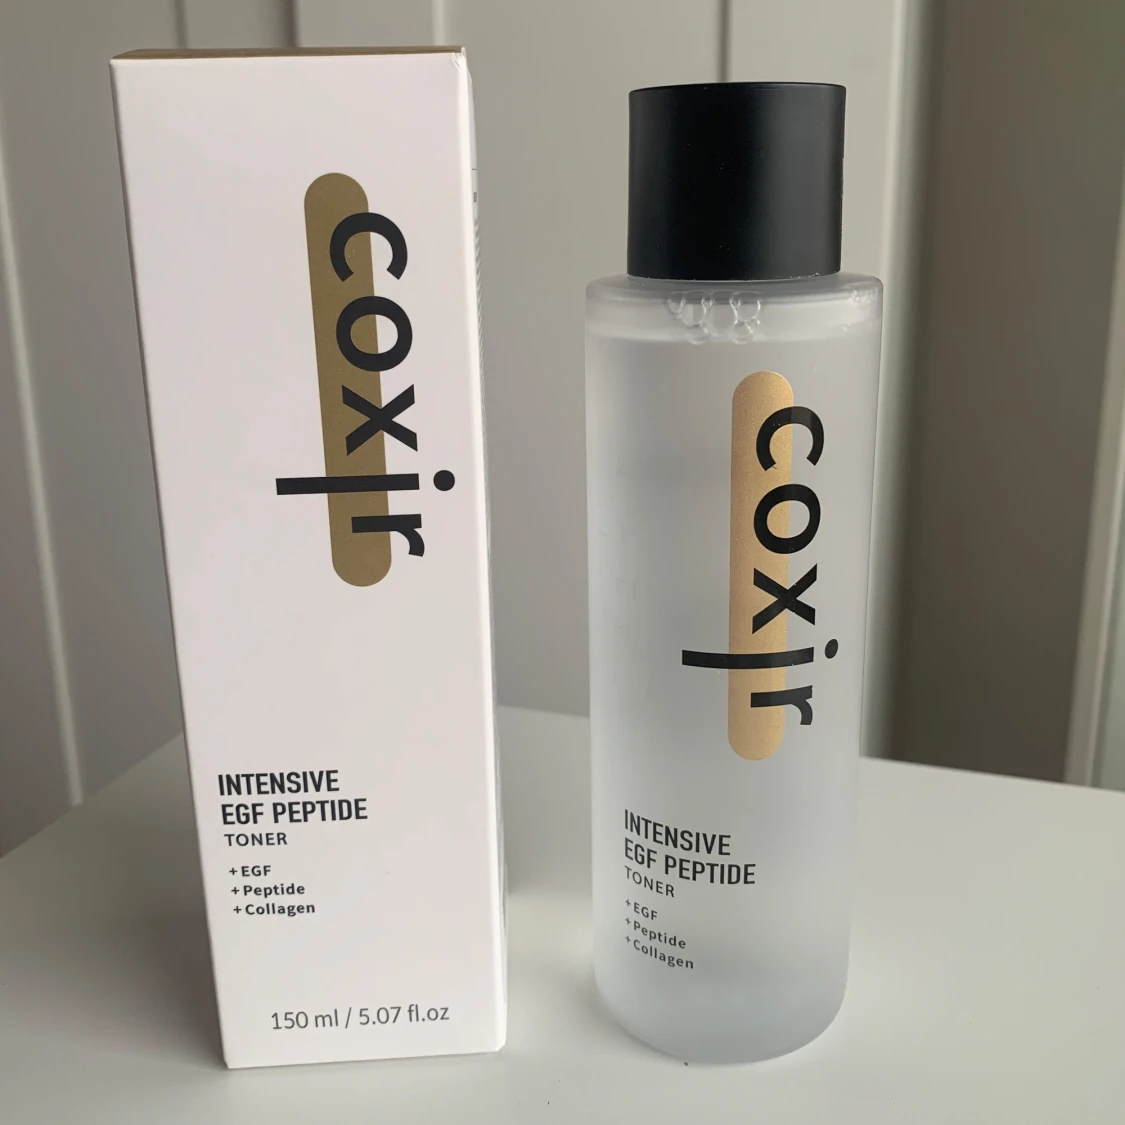 coxir
INTENSIVE
EGF PEPTIDE
TONER
+EGF
+Peptide
+Collagen
150 ml / 5.07 fl.oz
coxir
INTENSIVE
EGF PEPTIDE
TONER
+EGF
+Peptide
+Collagen